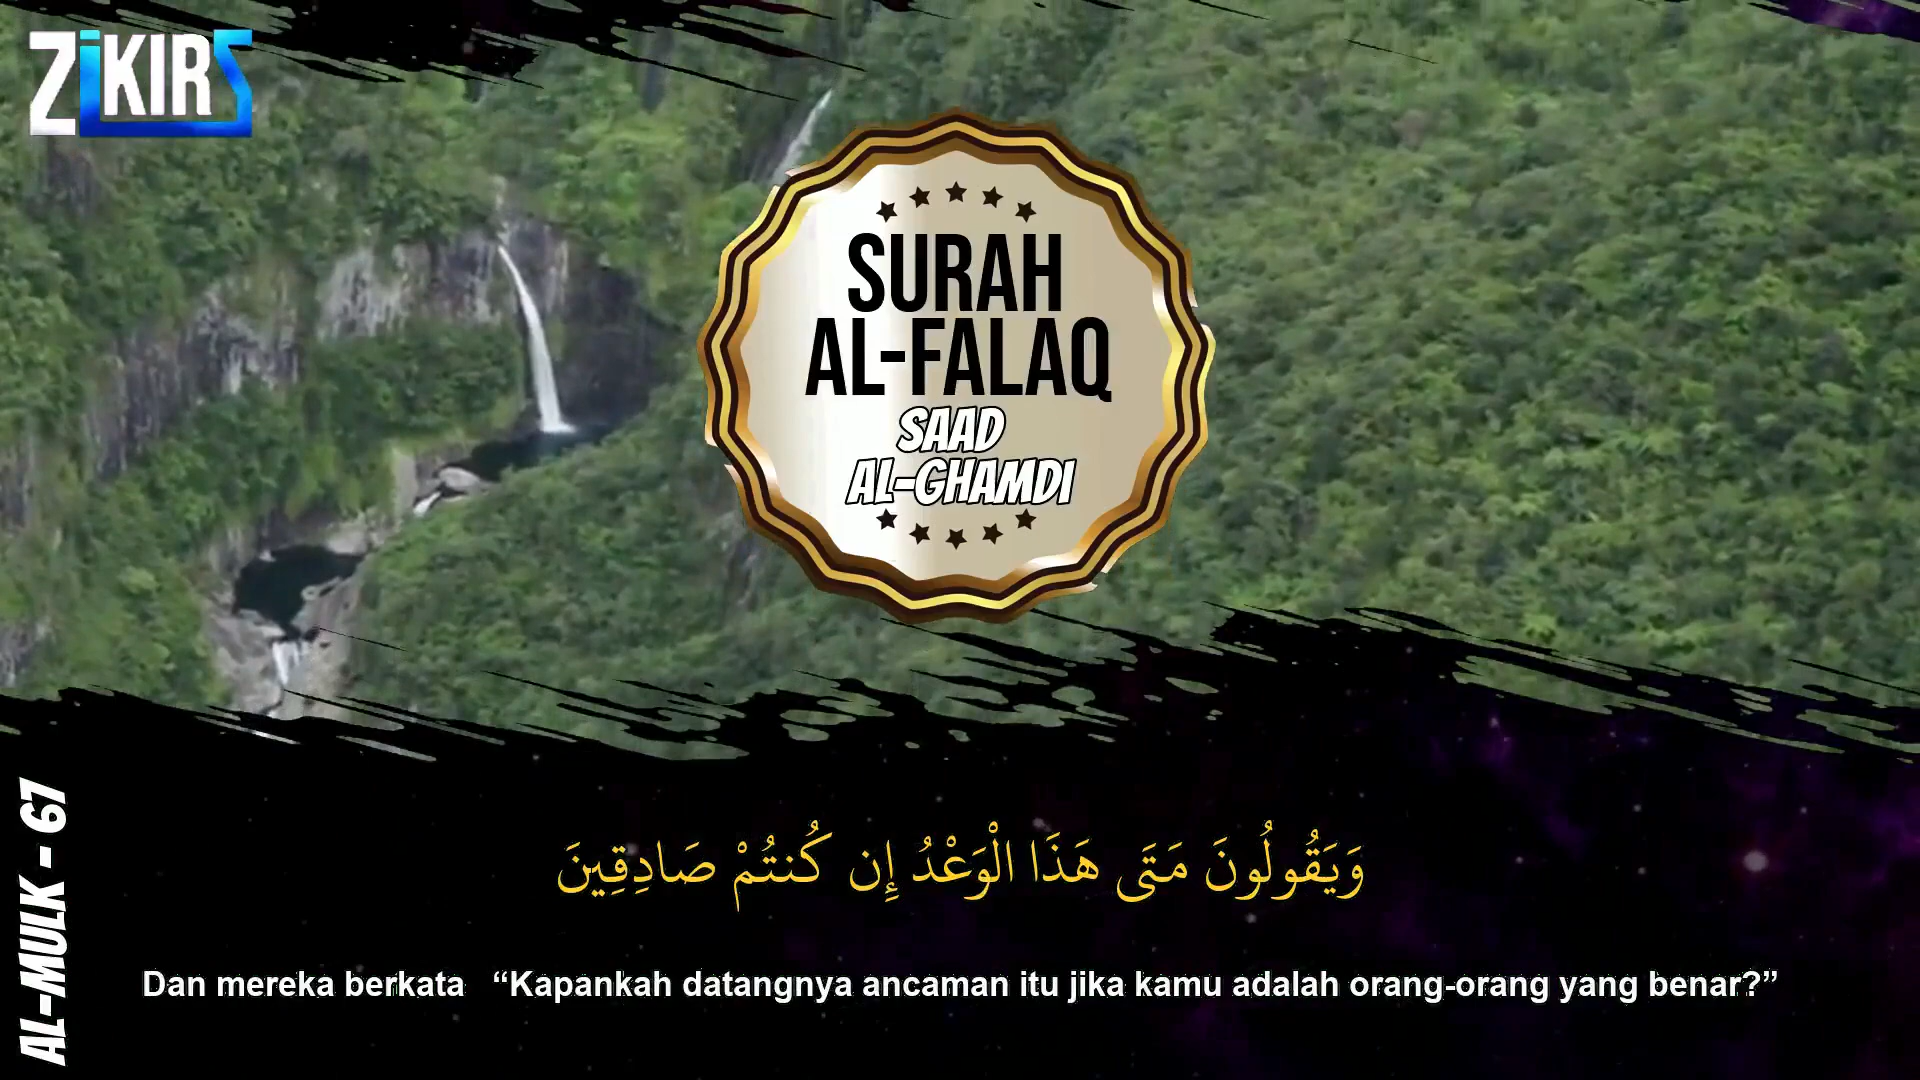 ZiKIRS
SURAH
AL-FALAQ
SAAD
AL-GHAMDI
AL-MULK - 67
وَيَقُولُونَ مَتَى هَذَا الْوَعْدُ إِن كُنتُمْ صَادِقِينَ
Dan mereka berkata “Kapankah datangnya ancaman itu jika kamu adalah orang-orang yang benar?”